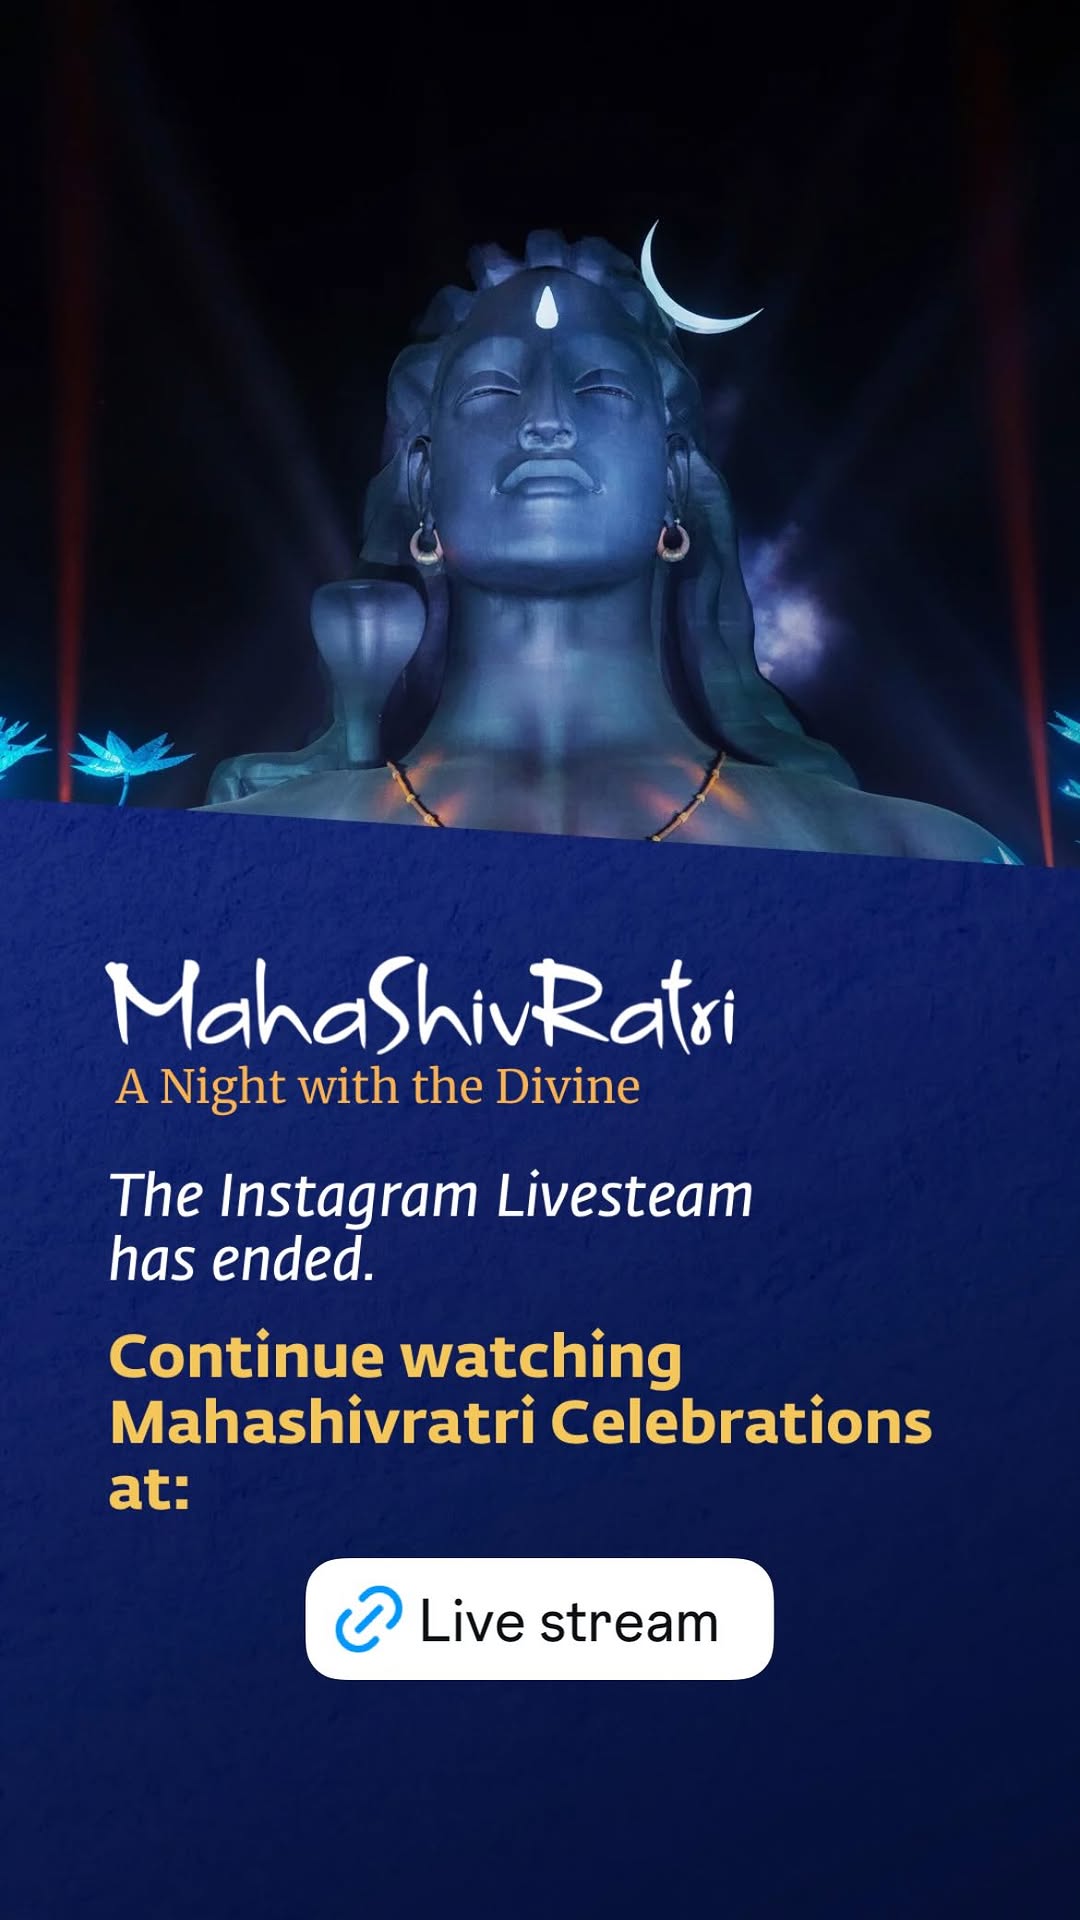 MahaShivRatri
A Night with the Divine
The Instagram Livesteam
has ended.
Continue watching
Mahashivratri Celebrations
at:
Live stream